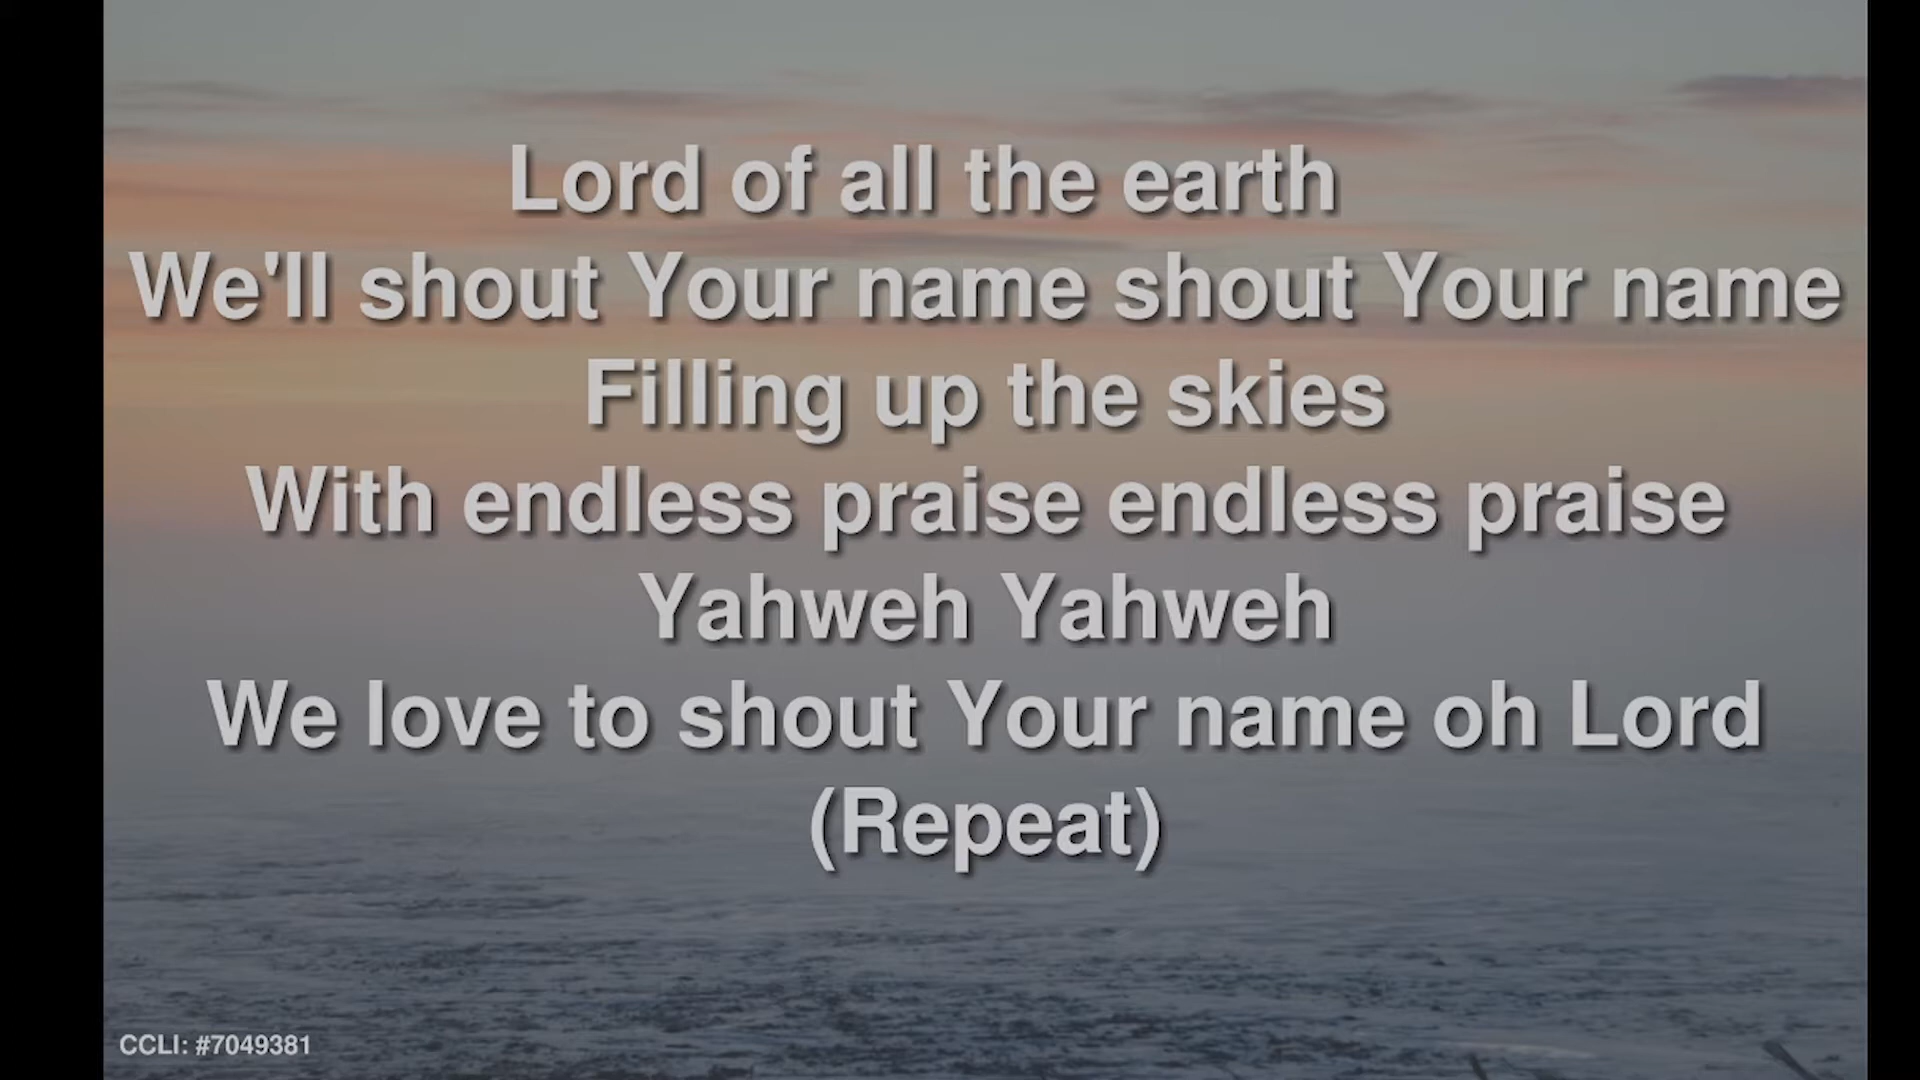 Lord of all the earth
We'll shout Your name shout Your name
Filling up the skies
With endless praise endless praise
Yahweh Yahweh
We love to shout Your name oh Lord
(Repeat)
CCLI: #7049381